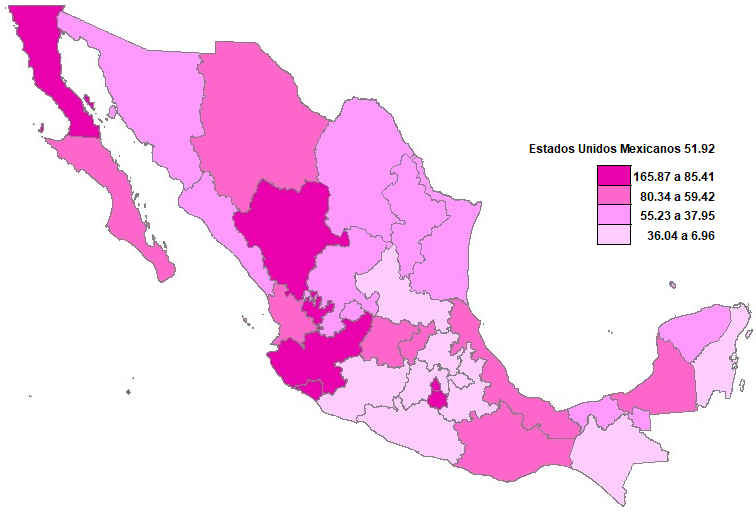 Estados Unidos Mexicanos 51.92
165.87 a 85.41
80.34 a 59.42
55.23 a 37.95
36.04 a 6.96